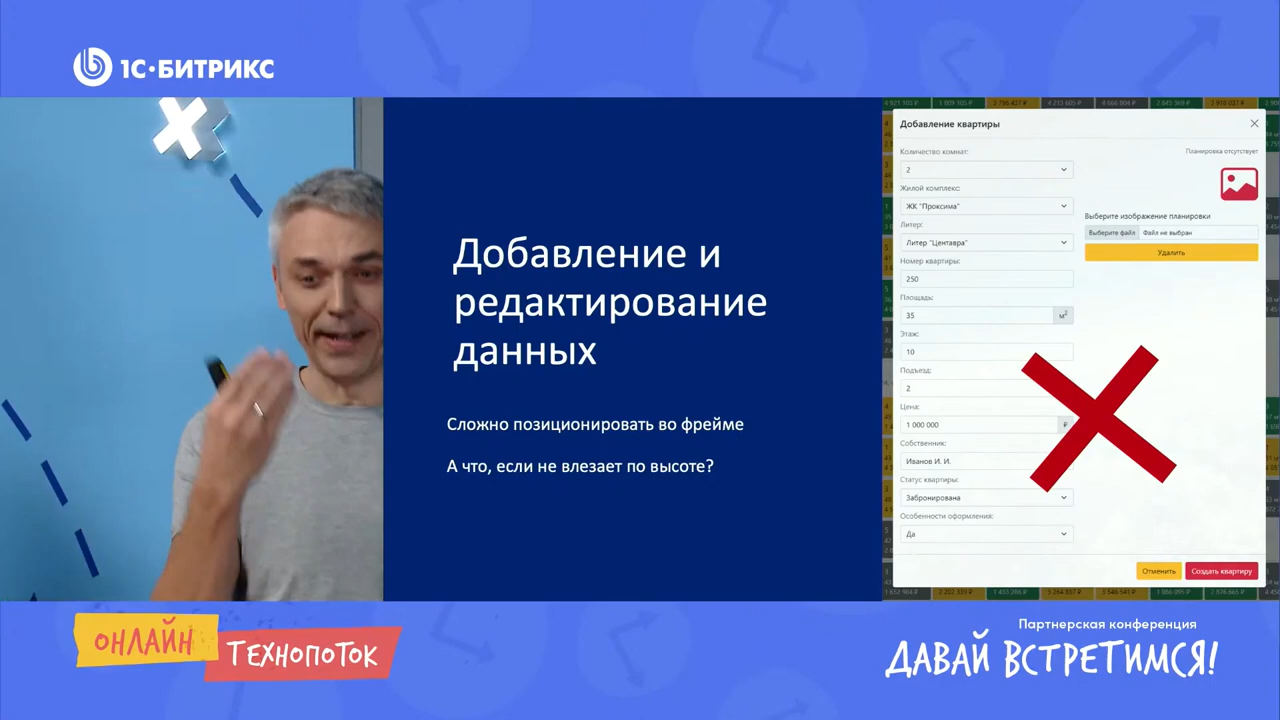 1С·БИТРИКС
Добавление и
редактирование
данных
Сложно позиционировать во фрейме
А что, если не влезает по высоте?
Добавление квартиры
Количество комнат:
2
Жилой комплекс:
ЖК "Проксима"
Литер:
Литер "Центавра"
Номер квартиры:
250
Площадь:
35
м²
Этаж:
10
Подъезд:
2
Цена:
1 000 000
₽
Собственник:
Иванов И. И.
Статус квартиры:
Забронирована
Особенности оформления:
Да
Планировка отсутствует
Выберите изображение планировки
Выберите файл Файл не выбран
Удалить
Отменить
Создать квартиру
ОНЛАЙН
ТЕХНОПОТОК
Партнерская конференция
ДАВАЙ ВСТРЕТИМСЯ!